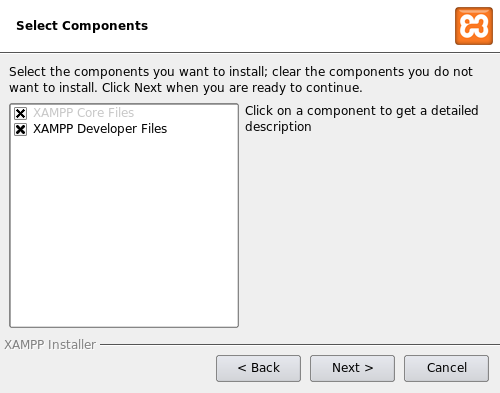 Select Components
Select the components you want to install; clear the components you do not
want to install. Click Next when you are ready to continue.
XAMPP Core Files
XAMPP Developer Files
Click on a component to get a detailed
description
XAMPP Installer
< Back
Next >
Cancel